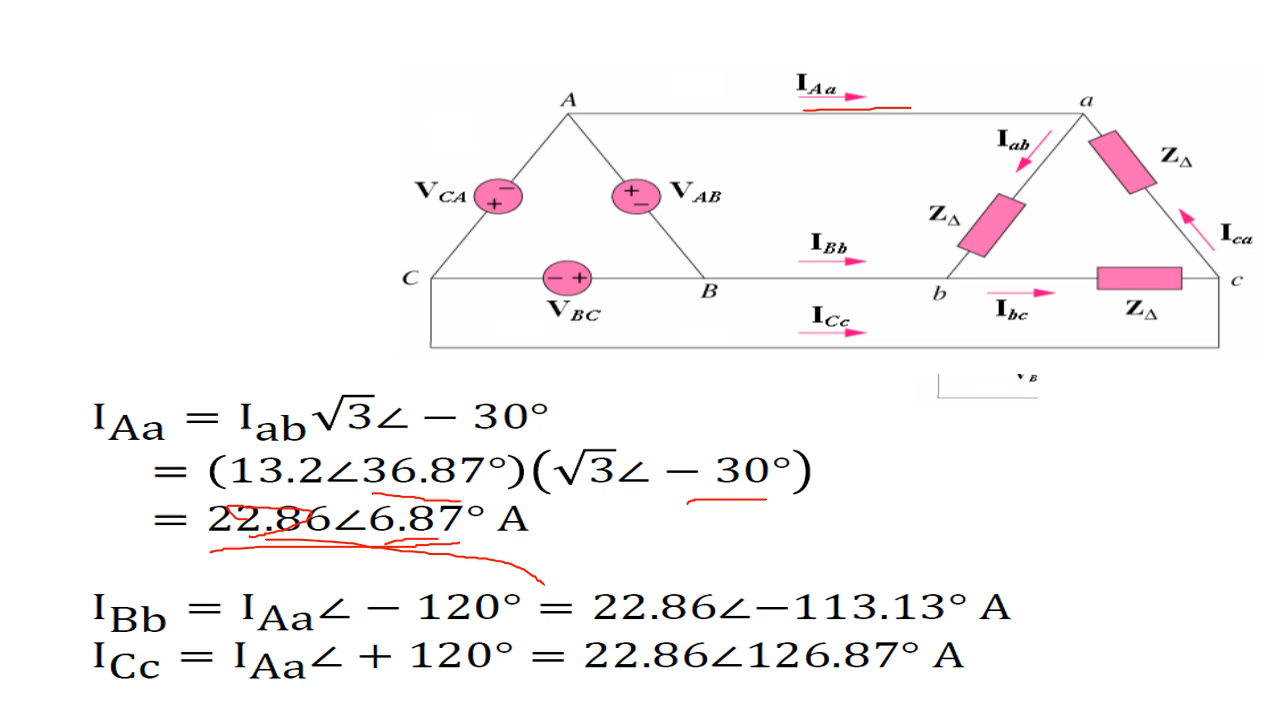 I_Aa
A
a
I_ab
Z_Δ
V_CA
−
+
+
−
V_AB
Z_Δ
I_Bb
I_ca
C
− +
B
b
c
V_BC
I_Cc
I_bc
Z_Δ
V_B
I_Aa = I_ab √3∠ − 30°
= (13.2∠36.87°)(√3∠ − 30°)
= 22.86∠6.87° A
I_Bb = I_Aa∠ − 120° = 22.86∠−113.13° A
I_Cc = I_Aa∠ + 120° = 22.86∠126.87° A